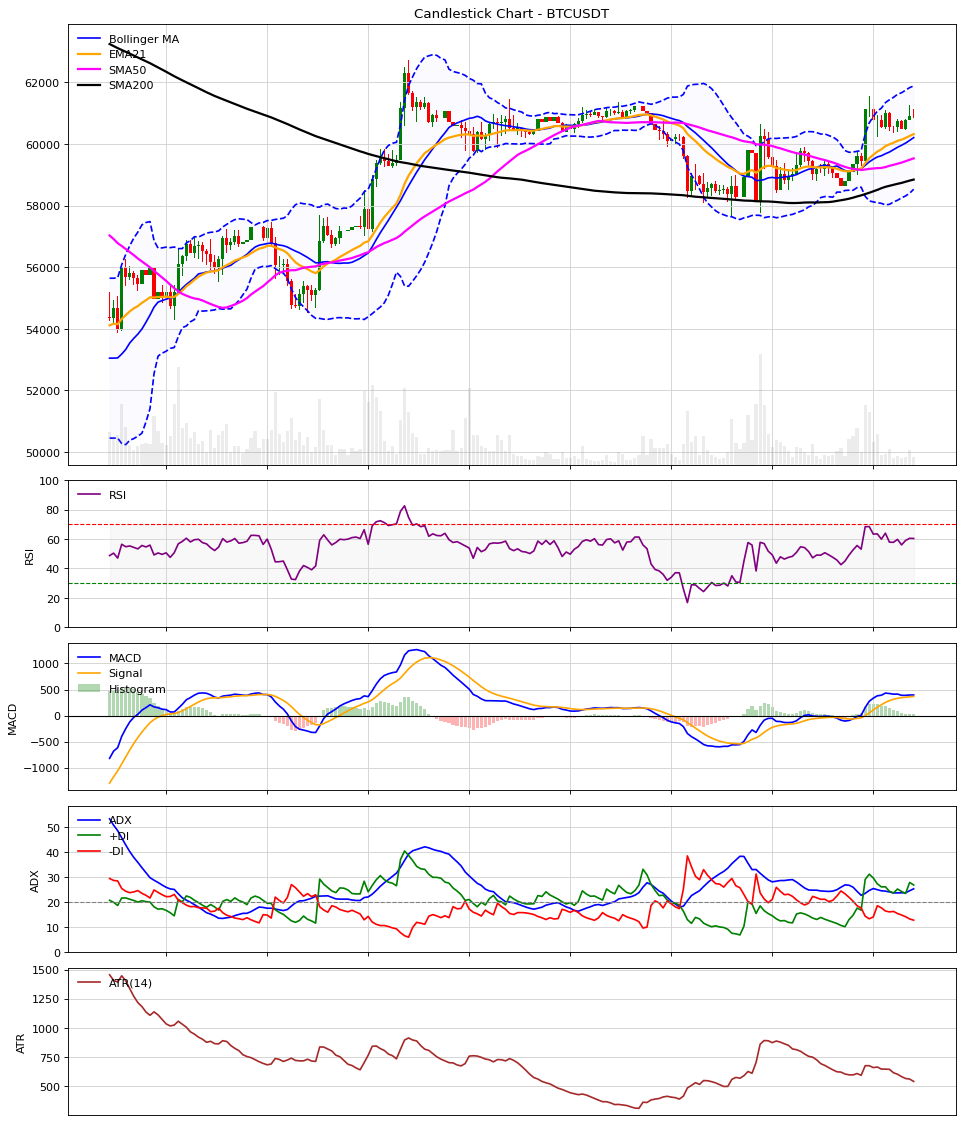 Candlestick Chart - BTCUSDT
Bollinger MA
EMA21
SMA50
SMA200
62000
60000
58000
56000
54000
52000
50000
RSI
100
80
60
40
20
0
RSI
MACD
Signal
Histogram
1000
500
0
−500
−1000
MACD
ADX
+DI
-DI
50
40
30
20
10
0
ADX
ATR(14)
1500
1250
1000
750
500
ATR